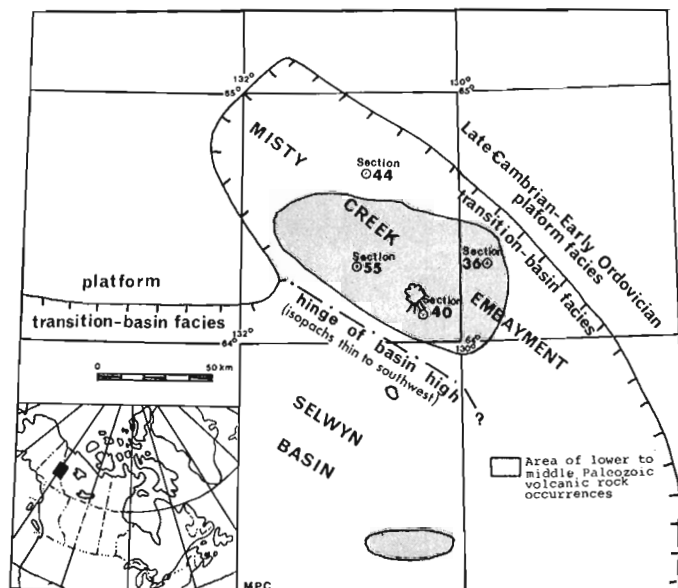 132°
65°
130°
65°
MISTY
Section
44
CREEK
Late Cambrian-Early Ordovician
plaform facies
transition-basin facies
Section
55
Section
36
platform
Section
40
EMBAYMENT
transition-basin facies
64°
132°
64°
130°
hinge of basin high
(isopachs thin to southwest)
?
0
50 km
SELWYN
BASIN
Area of lower to
middle Paleozoic
volcanic rock
occurrences
MPC